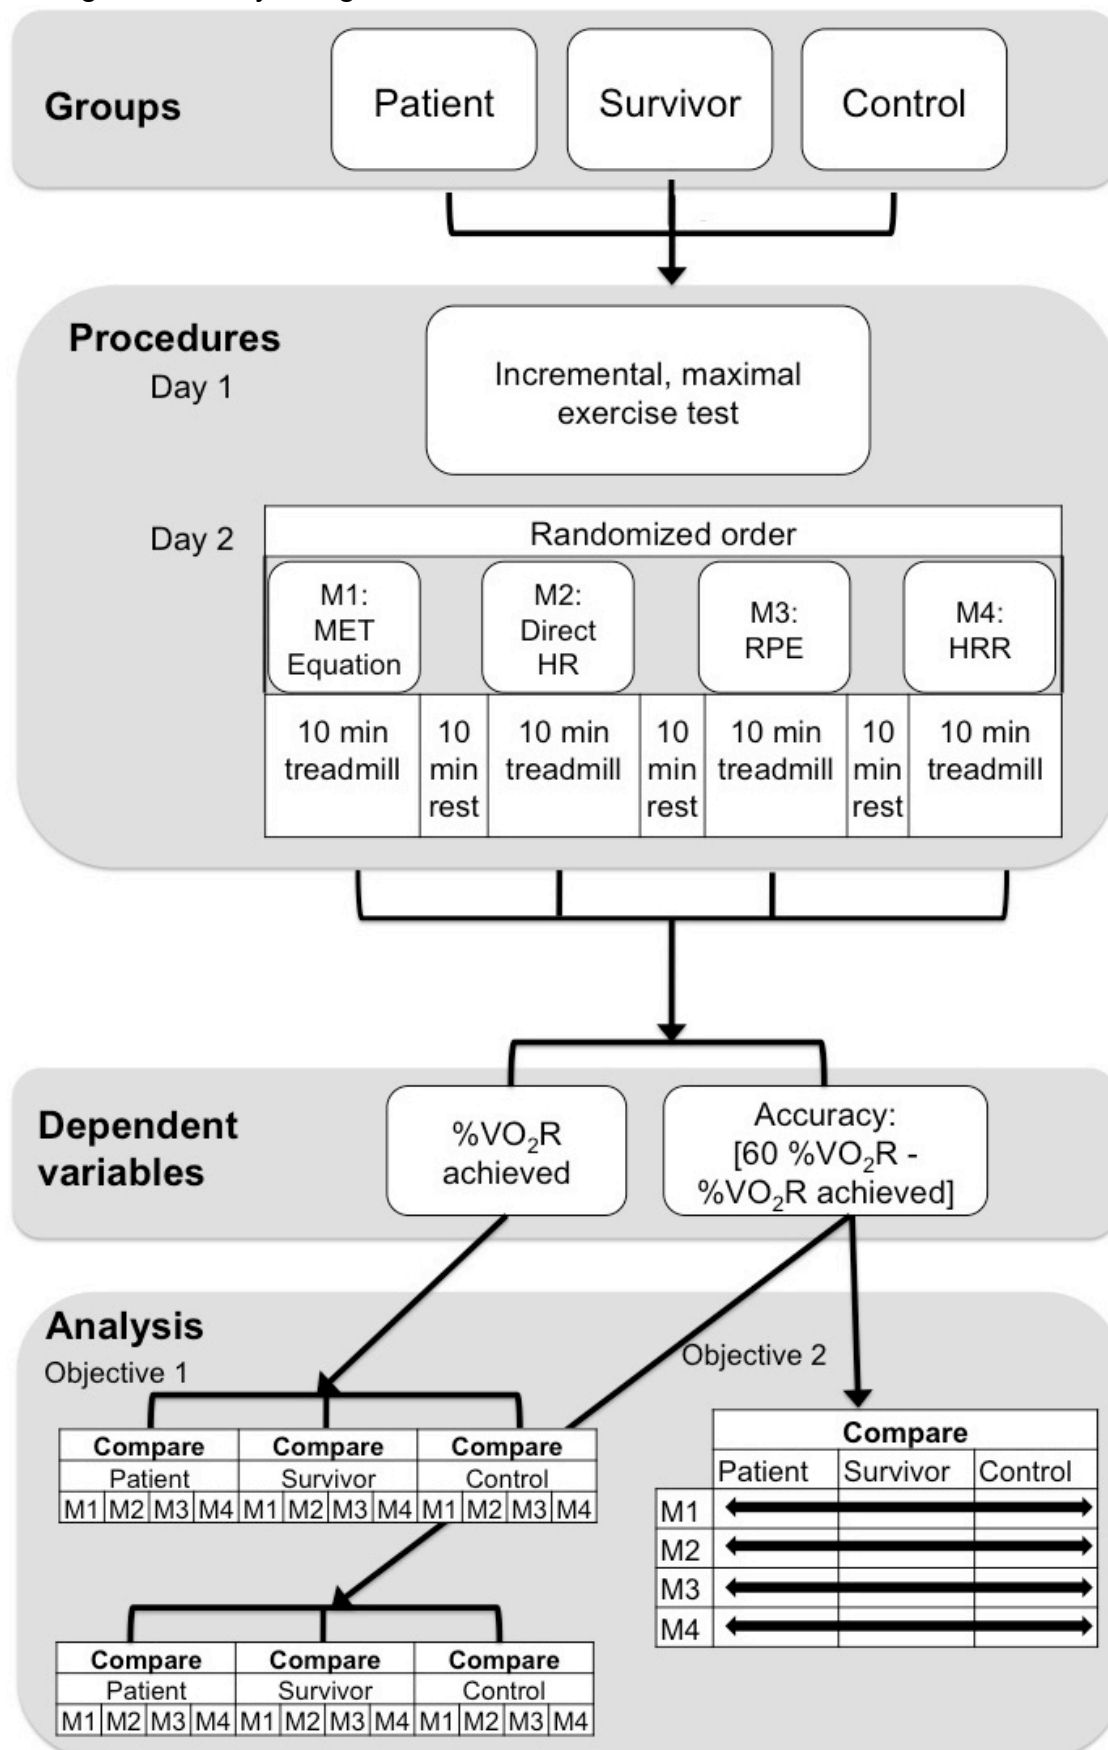 Groups
Patient
Survivor
Control
Procedures
Day 1
Incremental, maximal
exercise test
Day 2
Randomized order
M1:
MET
Equation
M2:
Direct
HR
M3:
RPE
M4:
HRR
10 min
treadmill
10
min
rest
10 min
treadmill
10
min
rest
10 min
treadmill
10
min
rest
10 min
treadmill
Dependent
variables
%VO₂R
achieved
Accuracy:
[60 %VO₂R -
%VO₂R achieved]
Analysis
Objective 1
Compare Compare Compare
Patient Survivor Control
M1 M2 M3 M4 M1 M2 M3 M4 M1 M2 M3 M4
Compare Compare Compare
Patient Survivor Control
M1 M2 M3 M4 M1 M2 M3 M4 M1 M2 M3 M4
Objective 2
Compare
Patient Survivor Control
M1
M2
M3
M4